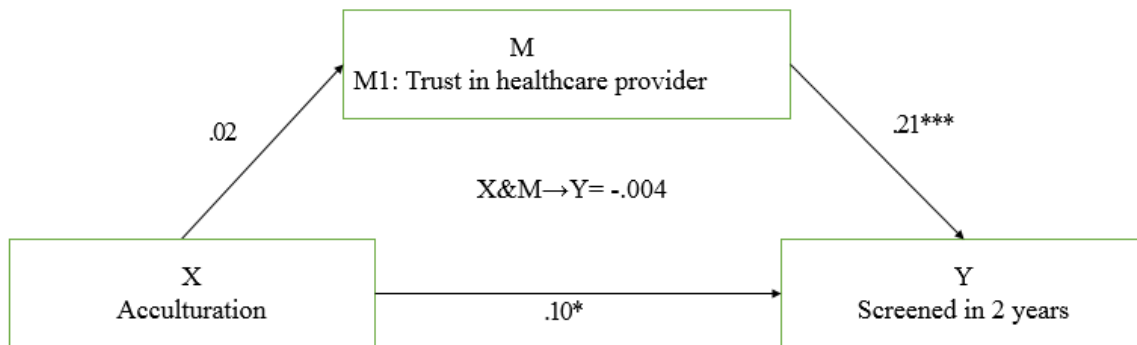 M
M1: Trust in healthcare provider
.02
.21***
X&M→Y= -.004
X
Acculturation
.10*
Y
Screened in 2 years